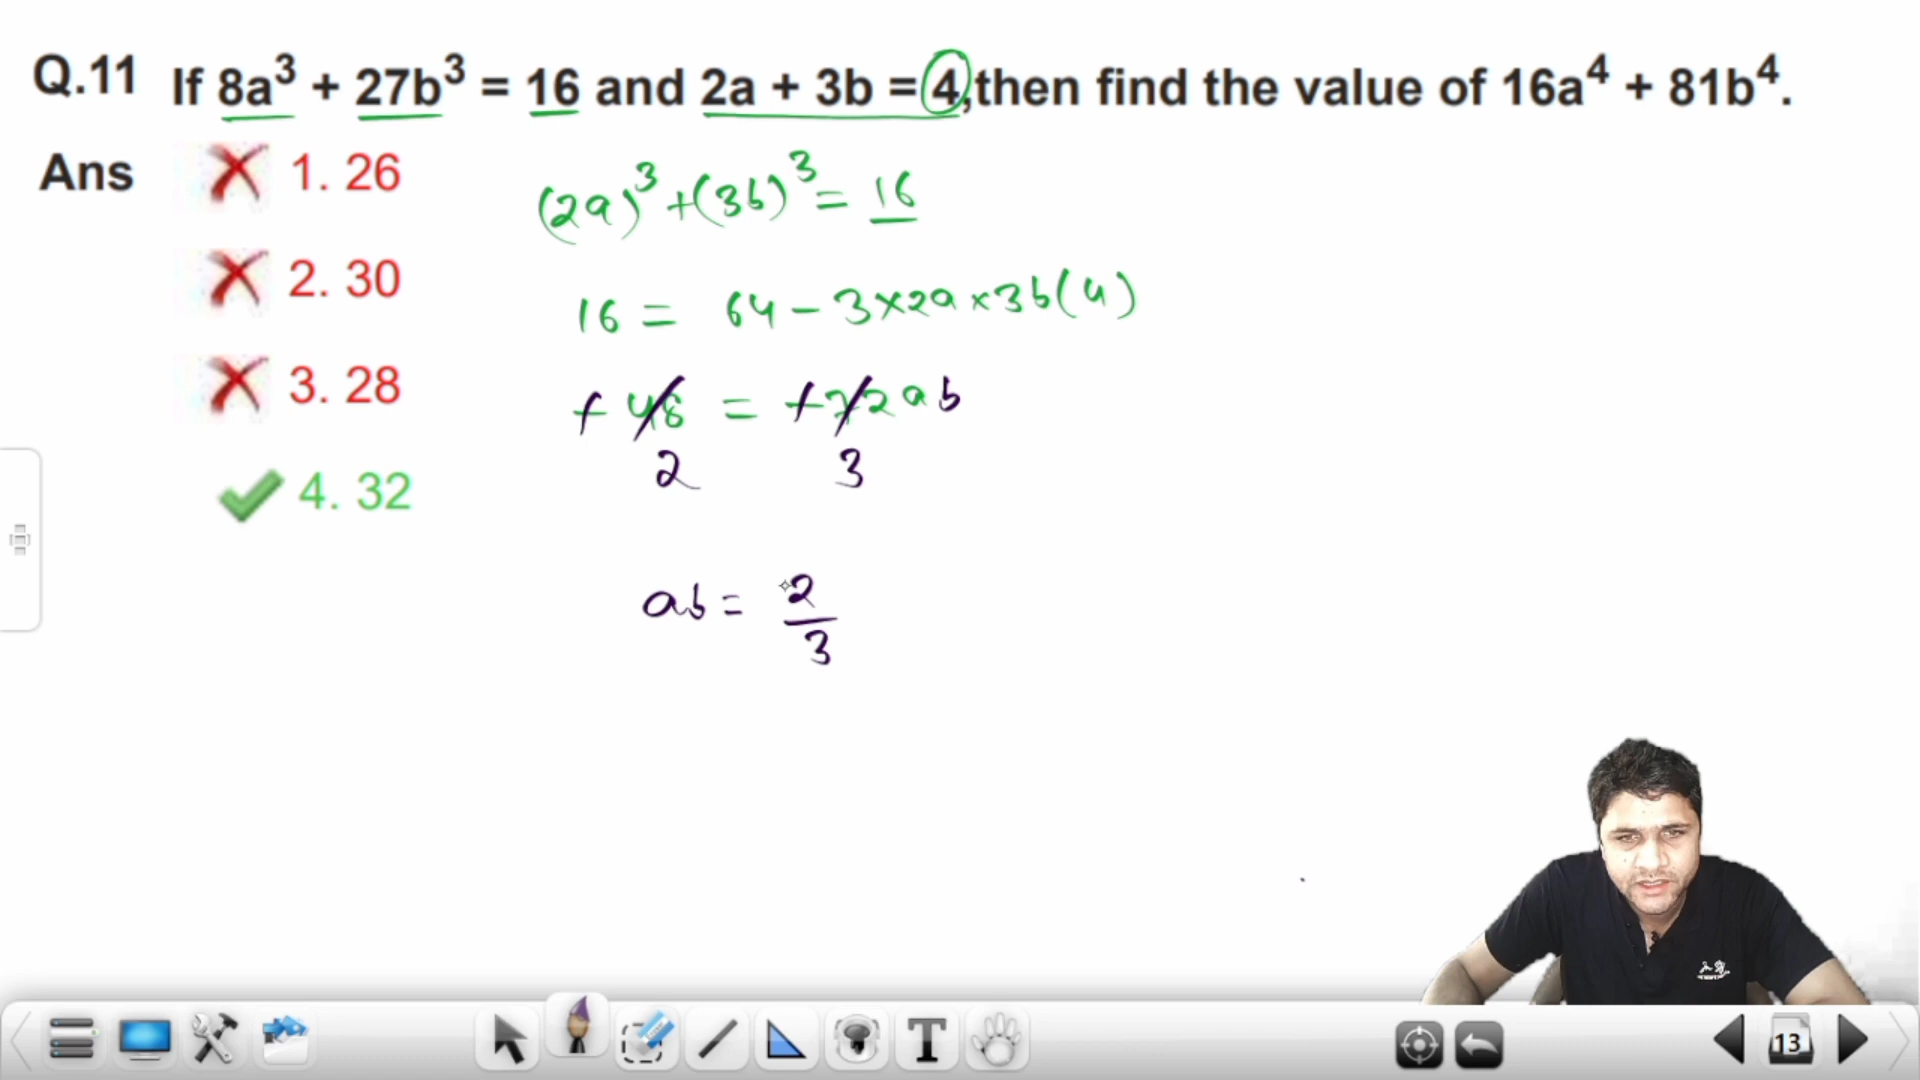 Q.11 If 8a³ + 27b³ = 16 and 2a + 3b = 4, then find the value of 16a⁴ + 81b⁴.
Ans
1. 26
2. 30
3. 28
4. 32
(2a)³ + (3b)³ = 16
16 = 64 - 3×2a×3b(4)
+ 48 = + 72ab
2 3
ab = 2
3
T
13